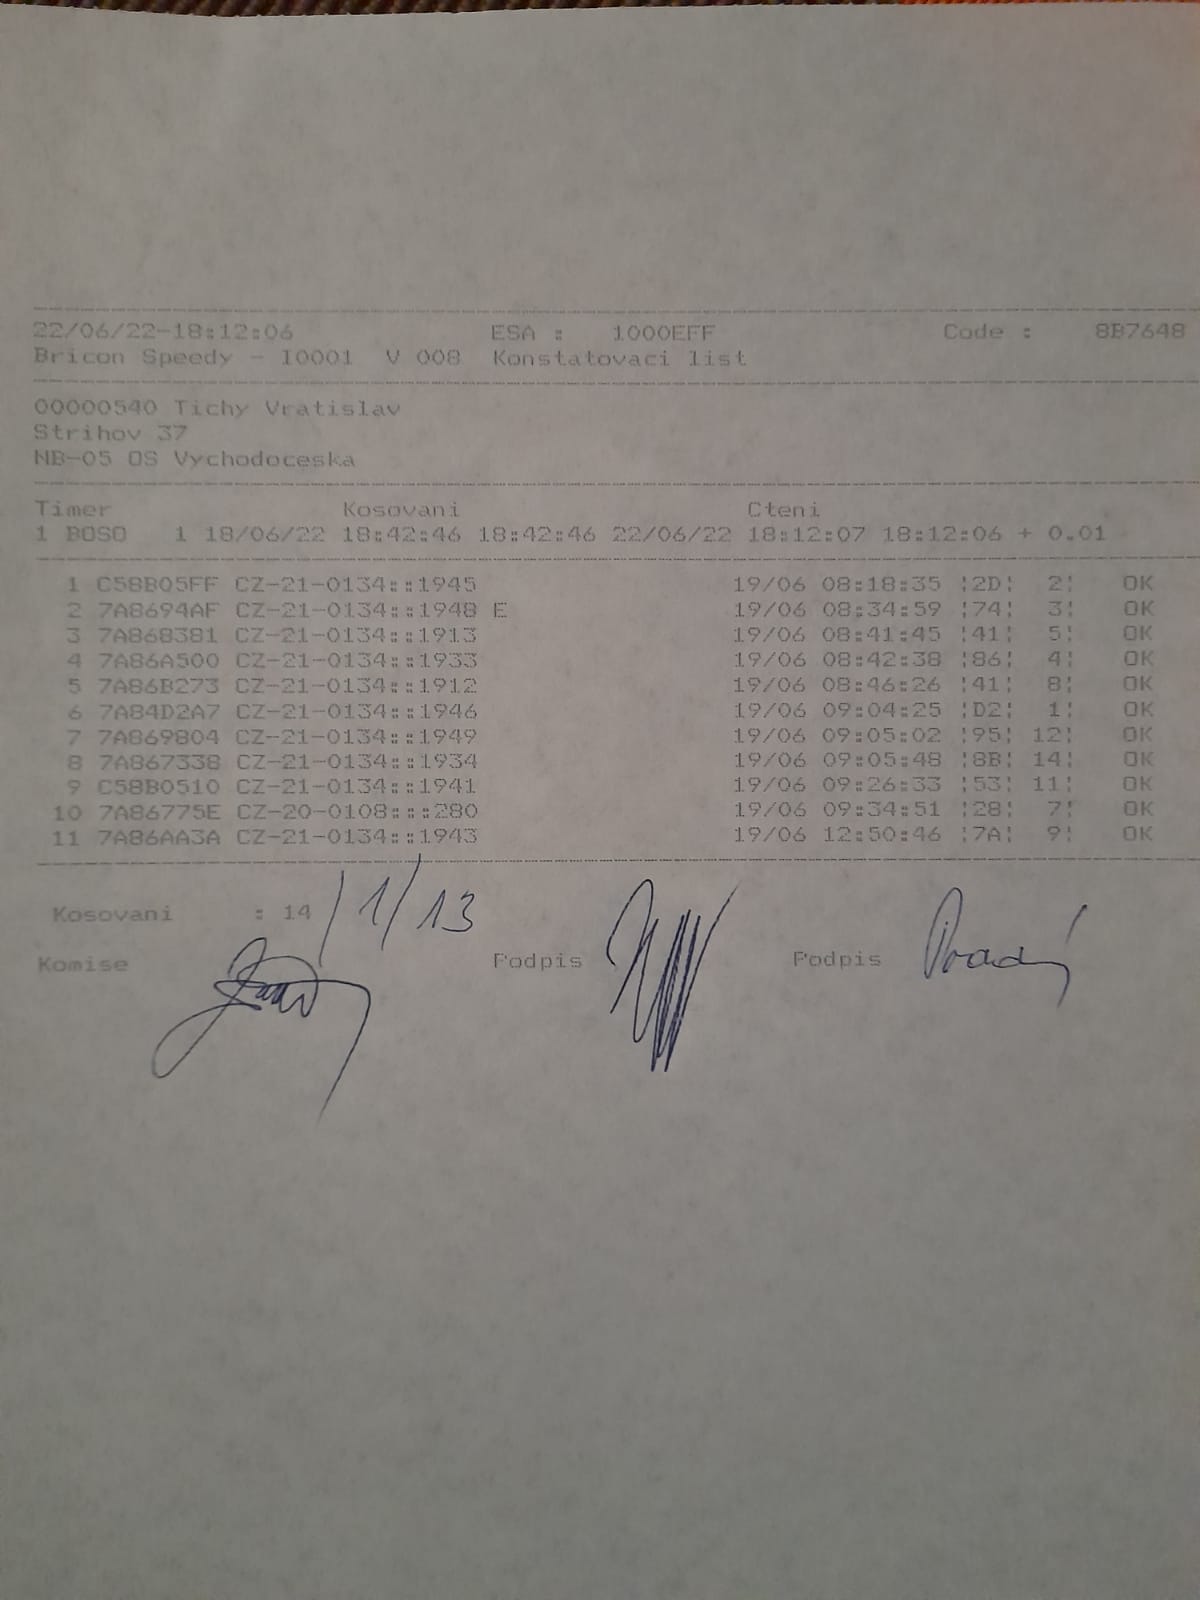 22/06/22-18:12:06 ESA : 1000EFF Code : 8B7648
Bricon Speedy - I0001 V 008 Konstatovaci list
00000540 Tichy Vratislav
Strihov 37
NB-05 OS Vychodoceska
Timer Kosovani Cteni
1 BOSO 1 18/06/22 18:42:46 18:42:46 22/06/22 18:12:07 18:12:06 + 0.01
1 C58B05FF CZ-21-0134:::1945 19/06 08:18:35 ¦2D¦ 2¦ OK
2 7A8694AF CZ-21-0134:::1948 E 19/06 08:34:59 ¦74¦ 3¦ OK
3 7A868381 CZ-21-0134:::1913 19/06 08:41:45 ¦41¦ 5¦ OK
4 7A86A500 CZ-21-0134:::1933 19/06 08:42:38 ¦86¦ 4¦ OK
5 7A86B273 CZ-21-0134:::1912 19/06 08:46:26 ¦41¦ 8¦ OK
6 7A84D2A7 CZ-21-0134:::1946 19/06 09:04:25 ¦D2¦ 1¦ OK
7 7A869804 CZ-21-0134:::1949 19/06 09:05:02 ¦95¦ 12¦ OK
8 7A867338 CZ-21-0134:::1934 19/06 09:05:48 ¦8B¦ 14¦ OK
9 C58B0510 CZ-21-0134:::1941 19/06 09:26:33 ¦53¦ 11¦ OK
10 7A86775E CZ-20-0108::::280 19/06 09:34:51 ¦28¦ 7¦ OK
11 7A86AA3A CZ-21-0134:::1943 19/06 12:50:46 ¦7A¦ 9¦ OK
Kosovani : 14 /1/13
Komise Podpis Podpis